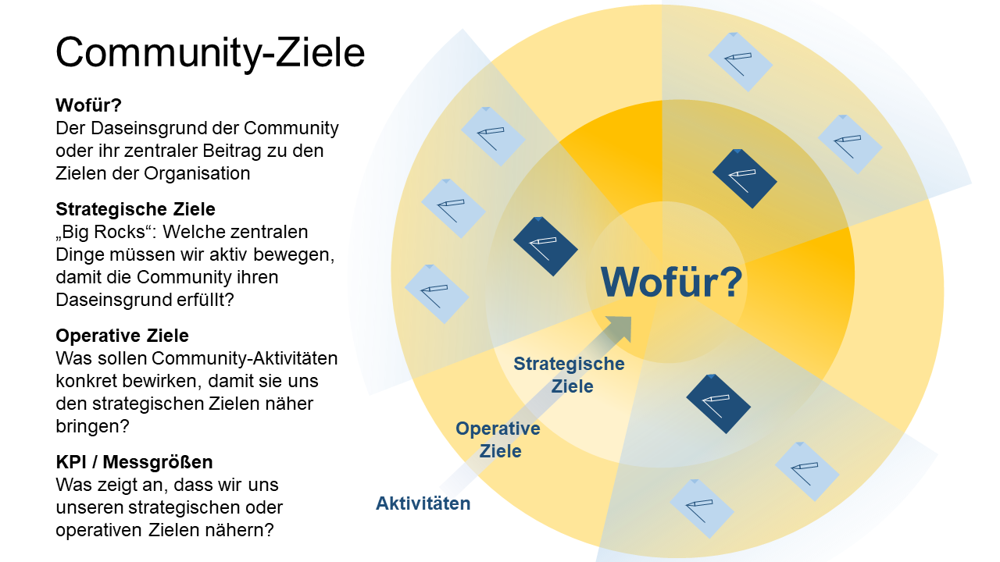 Community-Ziele
Wofür?
Der Daseinsgrund der Community
oder ihr zentraler Beitrag zu den
Zielen der Organisation
Strategische Ziele
„Big Rocks“: Welche zentralen
Dinge müssen wir aktiv bewegen,
damit die Community ihren
Daseinsgrund erfüllt?
Operative Ziele
Was sollen Community-Aktivitäten
konkret bewirken, damit sie uns
den strategischen Zielen näher
bringen?
KPI / Messgrößen
Was zeigt an, dass wir uns
unseren strategischen oder
operativen Zielen nähern?
Wofür?
Strategische
Ziele
Operative
Ziele
Aktivitäten